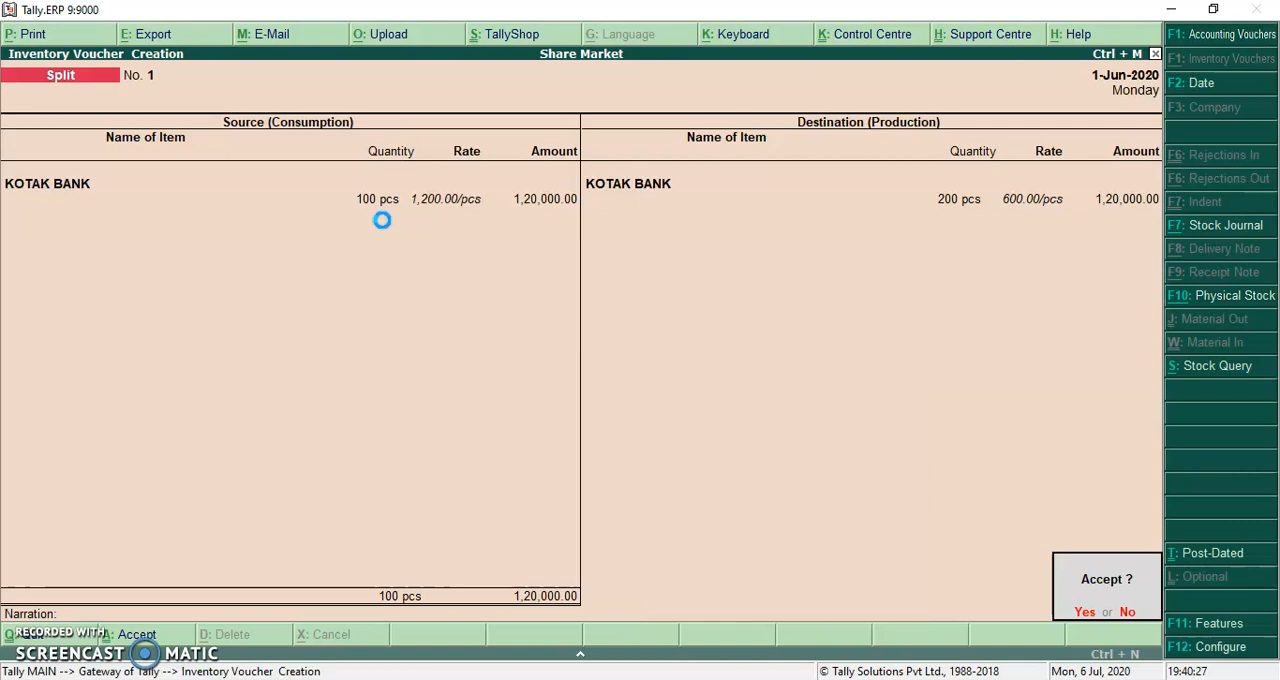 Tally.ERP 9:9000
P: Print E: Export M: E-Mail O: Upload S: TallyShop G: Language K: Keyboard K: Control Centre H: Support Centre H: Help
Inventory Voucher Creation Share Market Ctrl + M
Split No. 1 1-Jun-2020
Monday
Source (Consumption) Destination (Production)
Name of Item Name of Item
Quantity Rate Amount Quantity Rate Amount
KOTAK BANK KOTAK BANK
100 pcs 1,200.00/pcs 1,20,000.00 200 pcs 600.00/pcs 1,20,000.00
100 pcs 1,20,000.00
Narration:
Accept ?
Yes or No
F1: Accounting Vouchers
F1: Inventory Vouchers
F2: Date
F3: Company
F6: Rejections In
F6: Rejections Out
F7: Indent
F7: Stock Journal
F8: Delivery Note
F9: Receipt Note
F10: Physical Stock
J: Material Out
W: Material In
S: Stock Query
T: Post-Dated
L: Optional
F11: Features
F12: Configure
A: Accept D: Delete X: Cancel
RECORDED WITH
SCREENCAST MATIC
Ctrl + N
Tally MAIN --> Gateway of Tally --> Inventory Voucher Creation © Tally Solutions Pvt Ltd., 1988-2018 Mon, 6 Jul, 2020 19:40:27